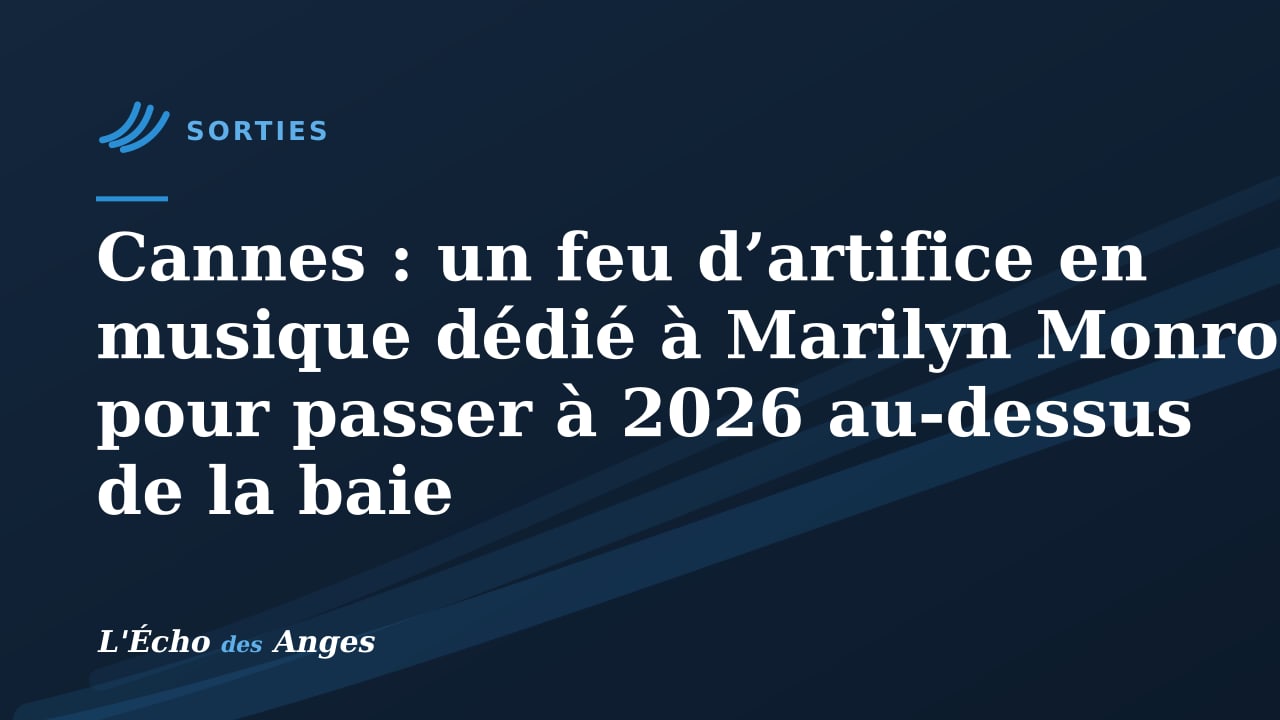 SORTIES
Cannes : un feu d’artifice en
musique dédié à Marilyn Monro
pour passer à 2026 au-dessus
de la baie
L'Écho des Anges